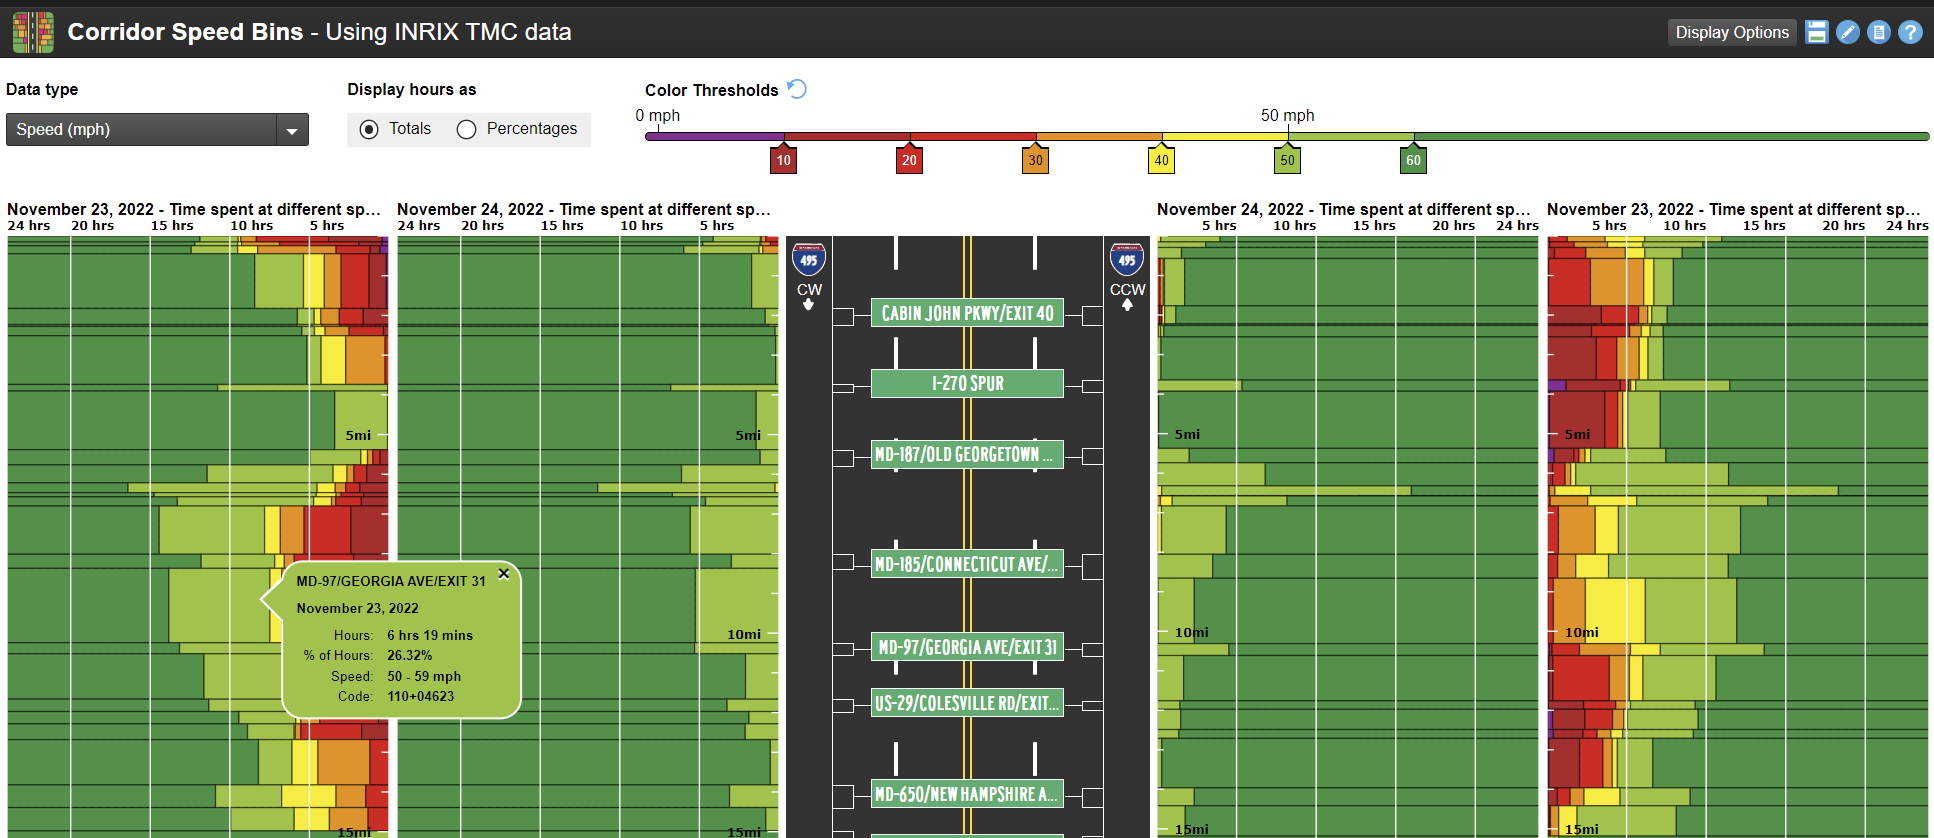 Corridor Speed Bins - Using INRIX TMC data
Display Options
?
Data type
Speed (mph)
Display hours as
Totals
Percentages
Color Thresholds
0 mph
50 mph
10
20
30
40
50
60
November 23, 2022 - Time spent at different sp...
24 hrs 20 hrs 15 hrs 10 hrs 5 hrs
5mi
15mi
November 24, 2022 - Time spent at different sp...
24 hrs 20 hrs 15 hrs 10 hrs 5 hrs
5mi
10mi
15mi
MD-97/GEORGIA AVE/EXIT 31
November 23, 2022
Hours: 6 hrs 19 mins
% of Hours: 26.32%
Speed: 50 - 59 mph
Code: 110+04623
495
CW
495
CCW
CABIN JOHN PKWY/EXIT 40
I-270 SPUR
MD-187/OLD GEORGETOWN ...
MD-185/CONNECTICUT AVE/...
MD-97/GEORGIA AVE/EXIT 31
US-29/COLESVILLE RD/EXIT...
MD-650/NEW HAMPSHIRE A...
November 24, 2022 - Time spent at different sp...
5 hrs 10 hrs 15 hrs 20 hrs 24 hrs
5mi
10mi
15mi
November 23, 2022 - Time spent at different sp...
5 hrs 10 hrs 15 hrs 20 hrs 24 hrs
5mi
10mi
15mi